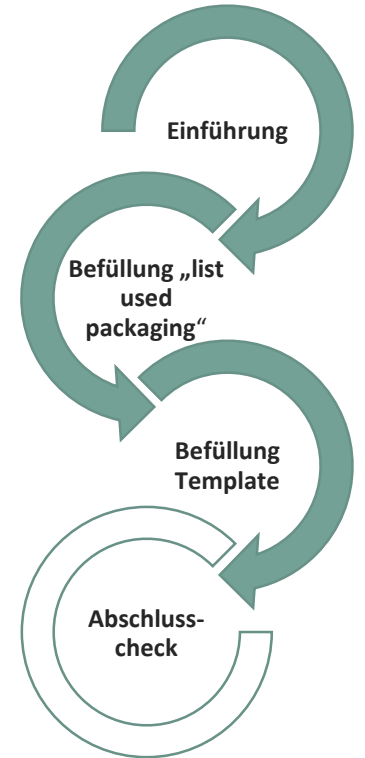 Einführung
Befüllung „list
used
packaging“
Befüllung
Template
Abschluss-
check